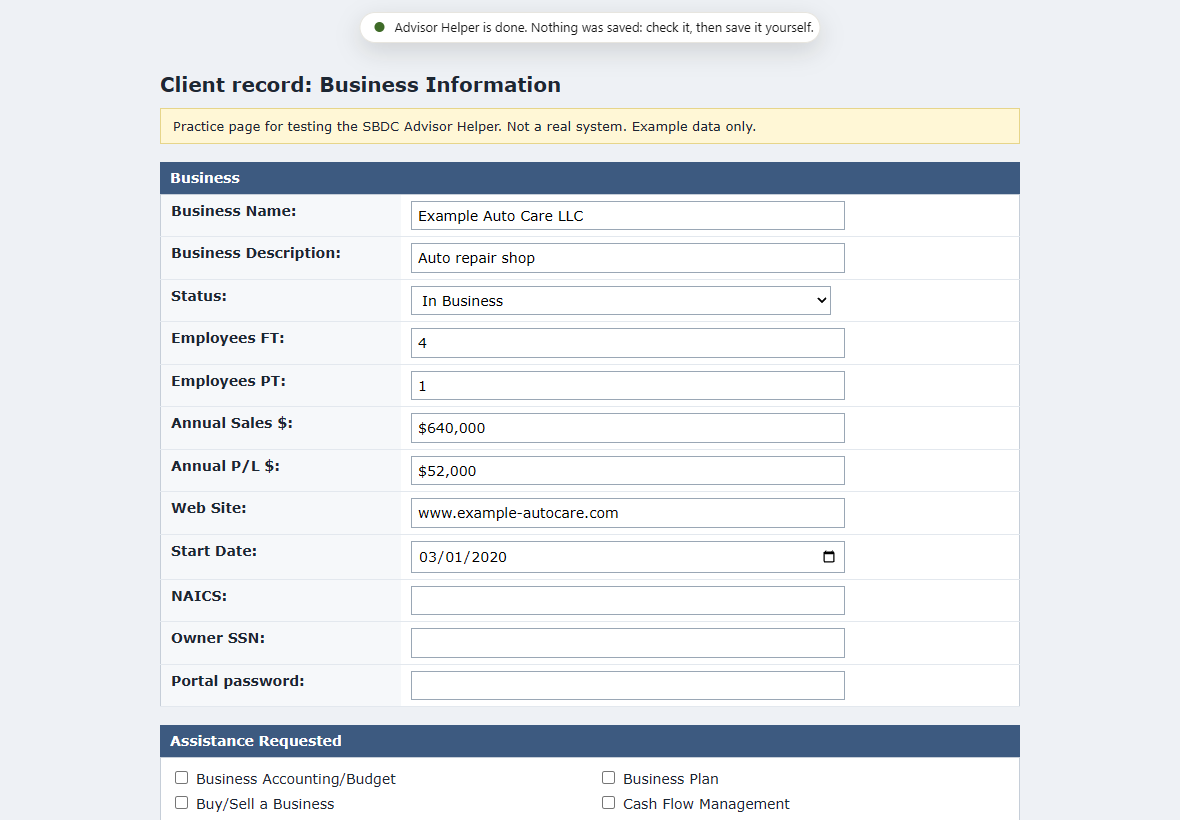 Advisor Helper is done. Nothing was saved: check it, then save it yourself.
Client record: Business Information
Practice page for testing the SBDC Advisor Helper. Not a real system. Example data only.
Business
Business Name: Example Auto Care LLC
Business Description: Auto repair shop
Status: In Business
Employees FT: 4
Employees PT: 1
Annual Sales $: $640,000
Annual P/L $: $52,000
Web Site: www.example-autocare.com
Start Date: 03/01/2020
NAICS:
Owner SSN:
Portal password:
Assistance Requested
Business Accounting/Budget Business Plan
Buy/Sell a Business Cash Flow Management